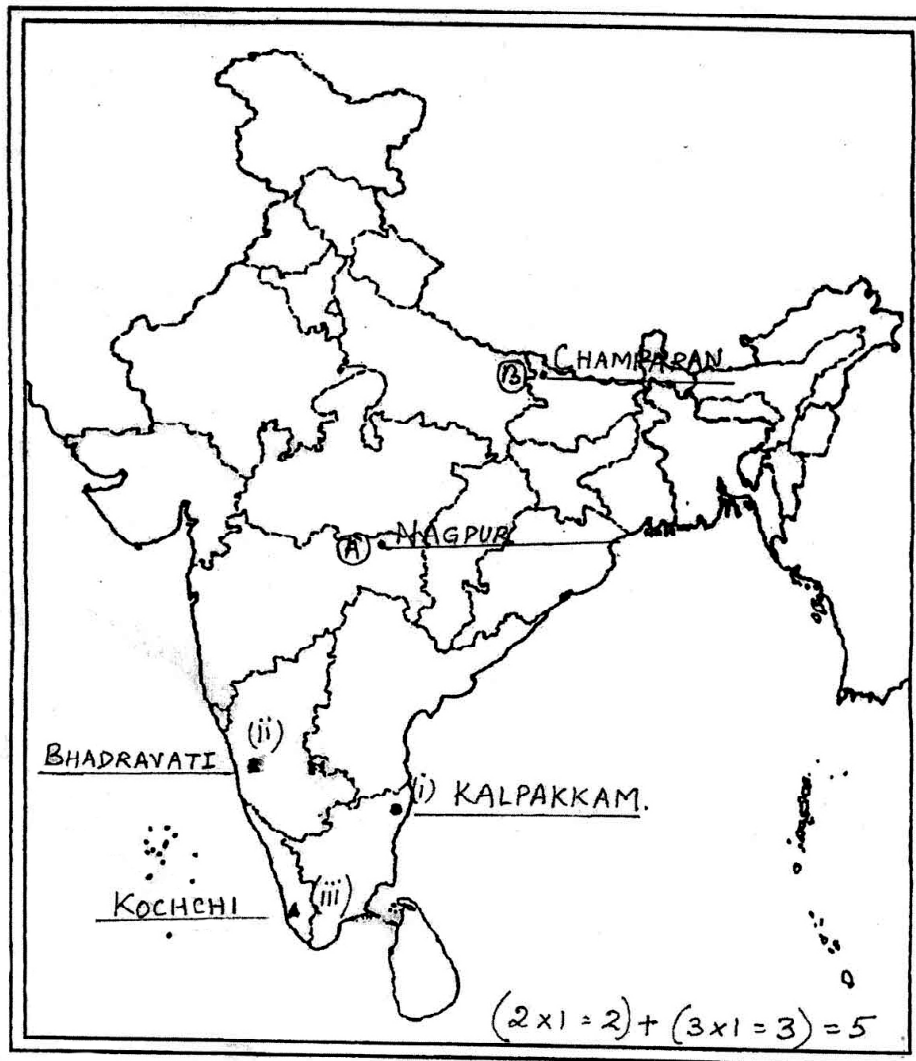 (B) CHAMPARAN
(A) NAGPUR
(ii)
BHADRAVATI
(i) KALPAKKAM.
(iii)
KOCHCHI
(2 x 1 = 2) + (3 x 1 = 3) = 5